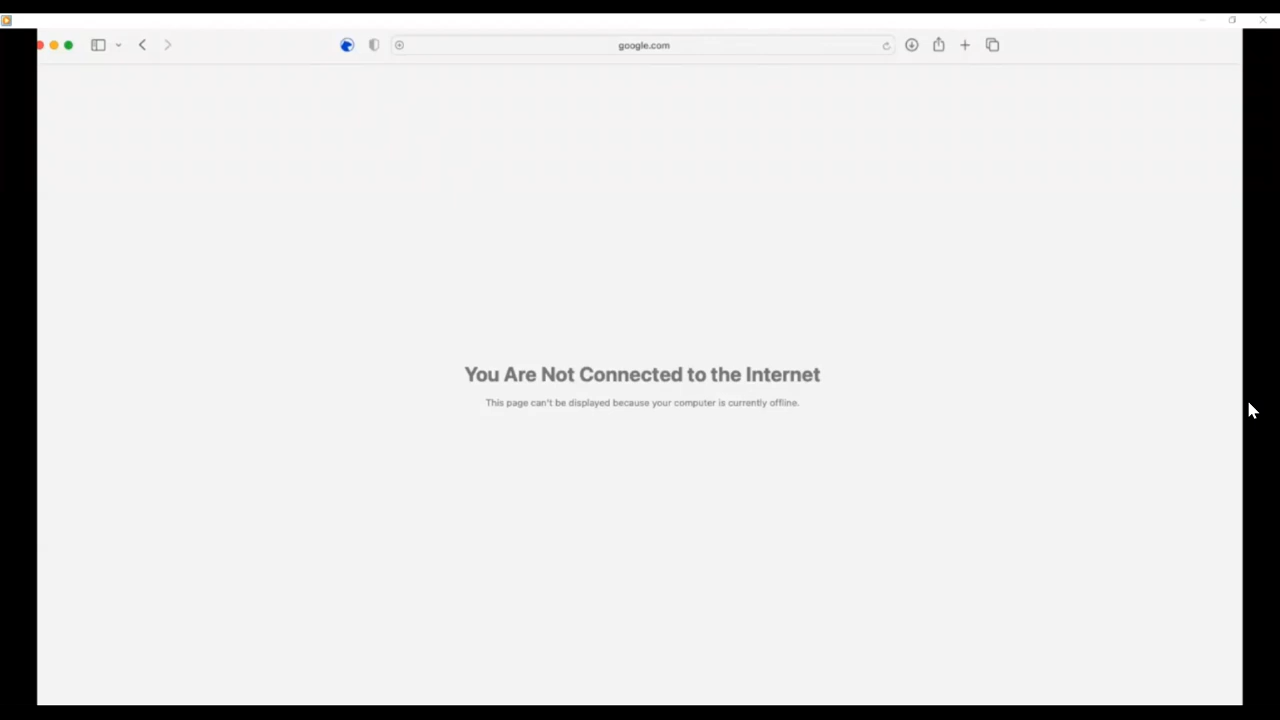 google.com
You Are Not Connected to the Internet
This page can't be displayed because your computer is currently offline.